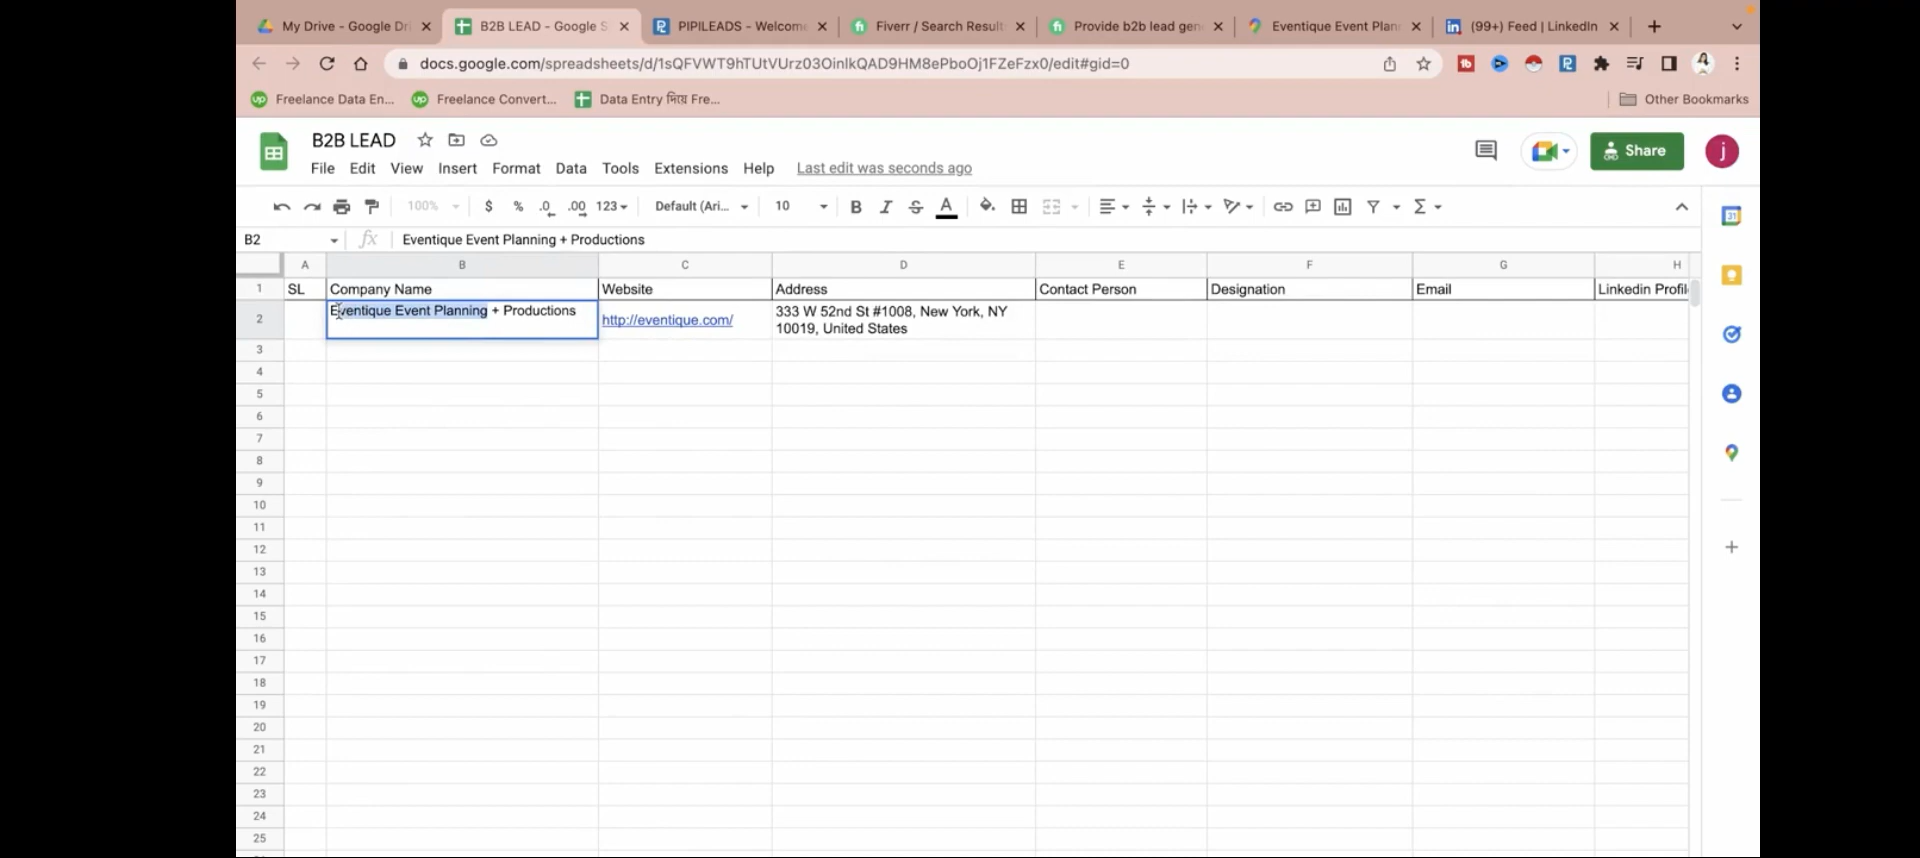 My Drive - Google Dri
B2B LEAD - Google S
PIPILEADS - Welcome
Fiverr / Search Result
Provide b2b lead gen
Eventique Event Plan
(99+) Feed | LinkedIn
docs.google.com/spreadsheets/d/1sQFVWT9hTUtVUrz03OinlkQAD9HM8ePboOj1FZeFzx0/edit#gid=0
Freelance Data En...
Freelance Convert...
Data Entry দিয়ে Fre...
Other Bookmarks
B2B LEAD
File Edit View Insert Format Data Tools Extensions Help Last edit was seconds ago
Share
j
100% $ % .0 .00 123 Default (Ari... 10 B I S A
B2 fx Eventique Event Planning + Productions
A B C D E F G H
1 SL Company Name Website Address Contact Person Designation Email Linkedin Profil
2 Eventique Event Planning + Productions http://eventique.com/ 333 W 52nd St #1008, New York, NY
10019, United States
3
4
5
6
7
8
9
10
11
12
13
14
15
16
17
18
19
20
21
22
23
24
25